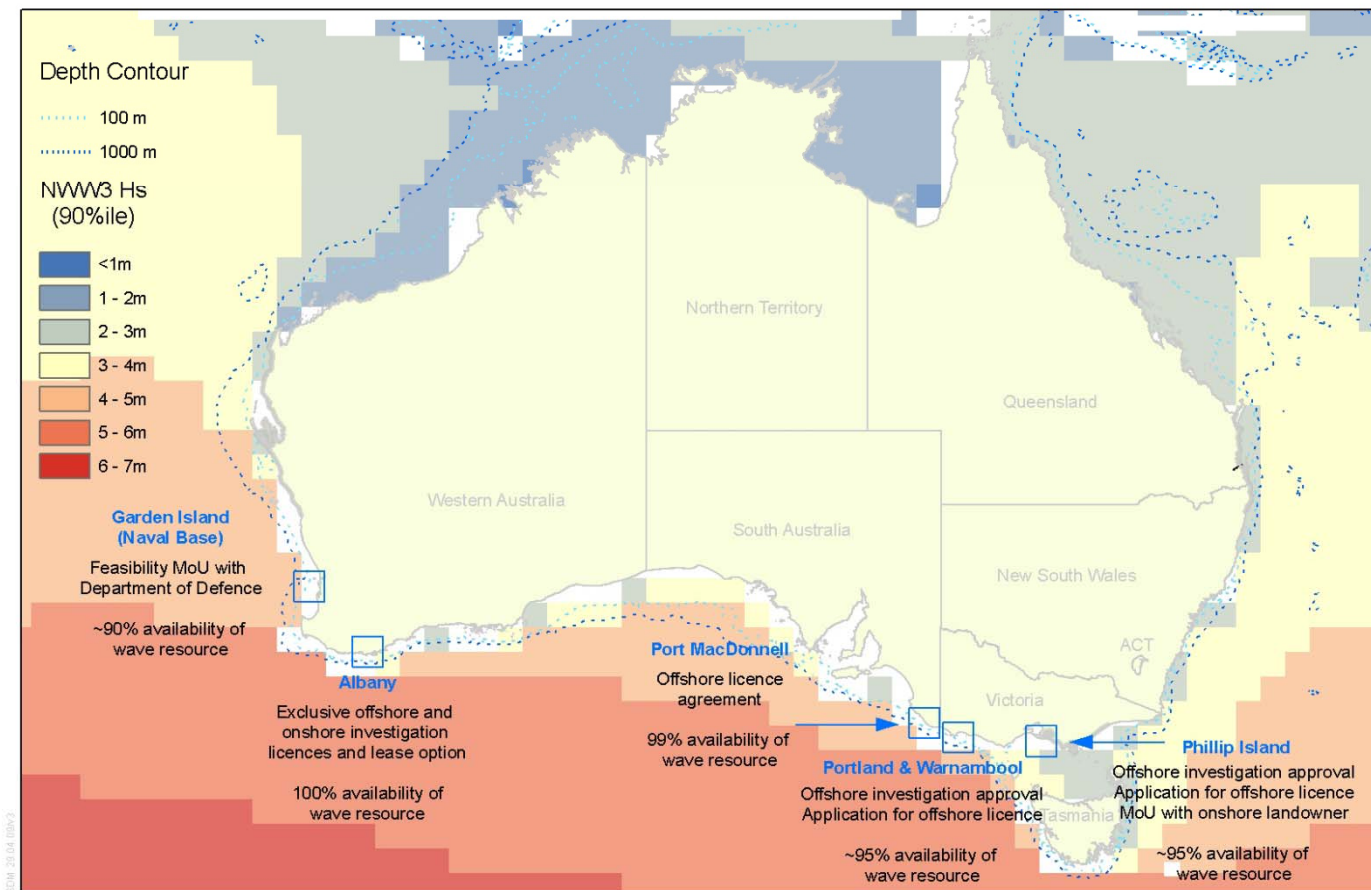 Depth Contour
100 m
1000 m
NWW3 Hs
(90%ile)
<1m
1 - 2m
2 - 3m
3 - 4m
4 - 5m
5 - 6m
6 - 7m
Northern Territory
Queensland
Western Australia
South Australia
New South Wales
ACT
Victoria
Tasmania
Garden Island
(Naval Base)
Feasibility MoU with
Department of Defence
~90% availability of
wave resource
Albany
Exclusive offshore and
onshore investigation
licences and lease option
100% availability of
wave resource
Port MacDonnell
Offshore licence
agreement
99% availability of
wave resource
Portland & Warnambool
Offshore investigation approval
Application for offshore licence
~95% availability of
wave resource
Phillip Island
Offshore investigation approval
Application for offshore licence
MoU with onshore landowner
~95% availability of
wave resource